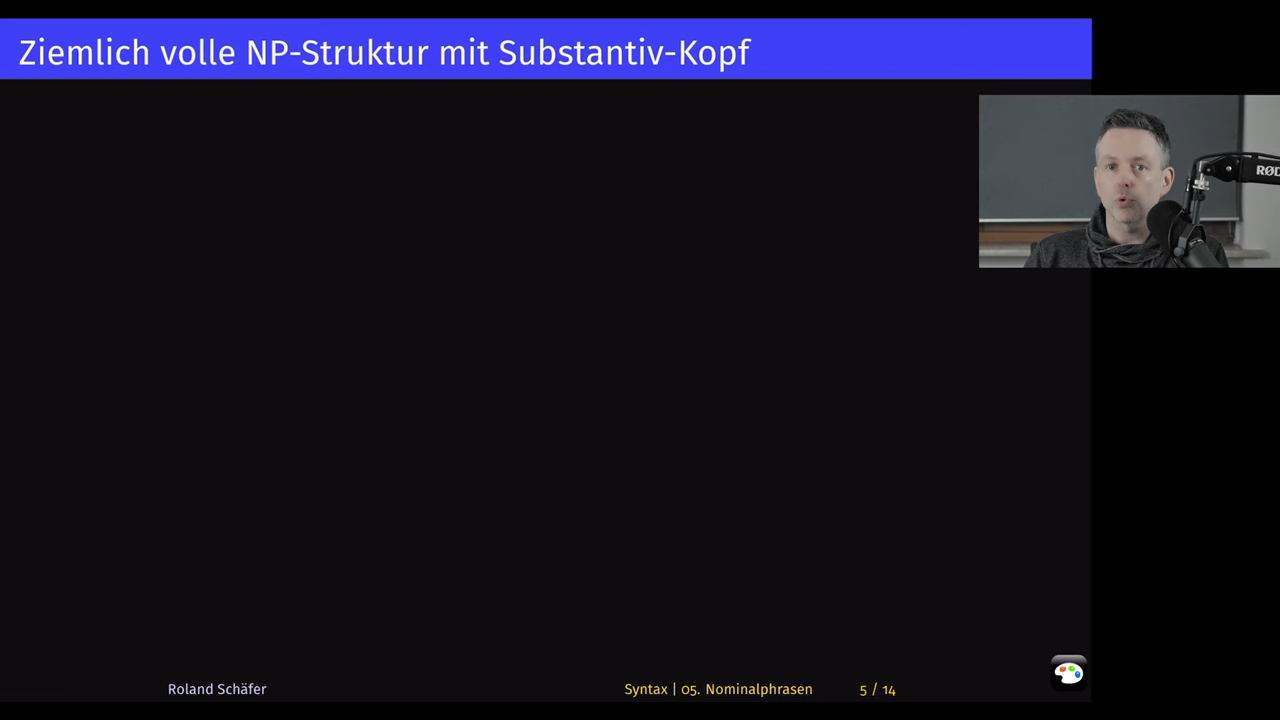 Ziemlich volle NP-Struktur mit Substantiv-Kopf
RØD
Roland Schäfer
Syntax | 05. Nominalphrasen
5 / 14